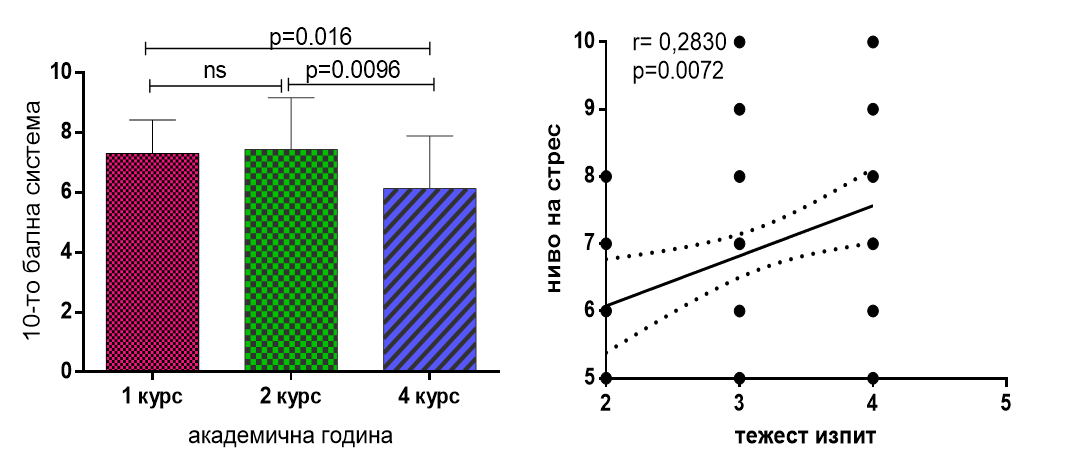 p=0.016
ns
p=0.0096
10
8
6
4
2
0
10-то бална система
1 курс
2 курс
4 курс
академична година
r= 0,2830
p=0.0072
10
9
8
7
6
5
ниво на стрес
2
3
4
5
тежест изпит